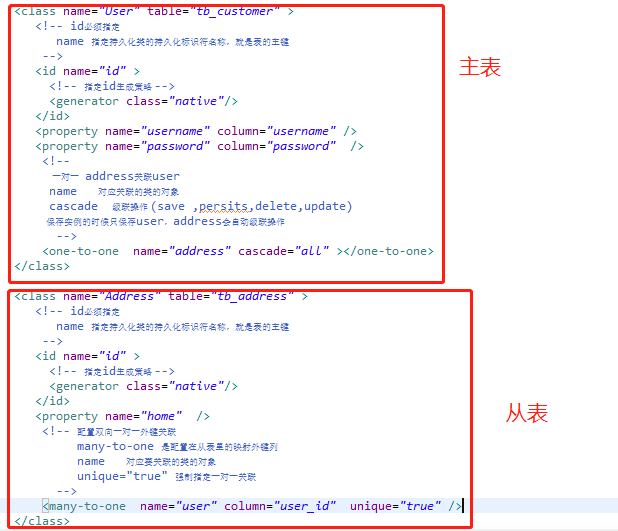 <class name="User" table="tb_customer" >
<!-- id必须指定
name 指定持久化类的持久化标识符名称，就是表的主键
-->
<id name="id" >
<!-- 指定id生成策略 -->
<generator class="native"/>
</id>
<property name="username" column="username" />
<property name="password" column="password"  />
<!--
一对一 address关联user
name 对应关联的类的对象
cascade 级联操作 (save ,persits,delete,update)
保存实例的时候只保存user，address会自动级联操作
-->
<one-to-one  name="address" cascade="all" ></one-to-one>
</class>
主表
<class name="Address" table="tb_address" >
<!-- id必须指定
name 指定持久化类的持久化标识符名称，就是表的主键
-->
<id name="id" >
<!-- 指定id生成策略 -->
<generator class="native"/>
</id>
<property name="home"  />
<!-- 配置双向一对一外键关联
many-to-one 是配置在从表里的映射外键列
name 对应要关联的类的对象
unique="true" 强制指定一对一关联
-->
<many-to-one  name="user" column="user_id"  unique="true" />
</class>
从表